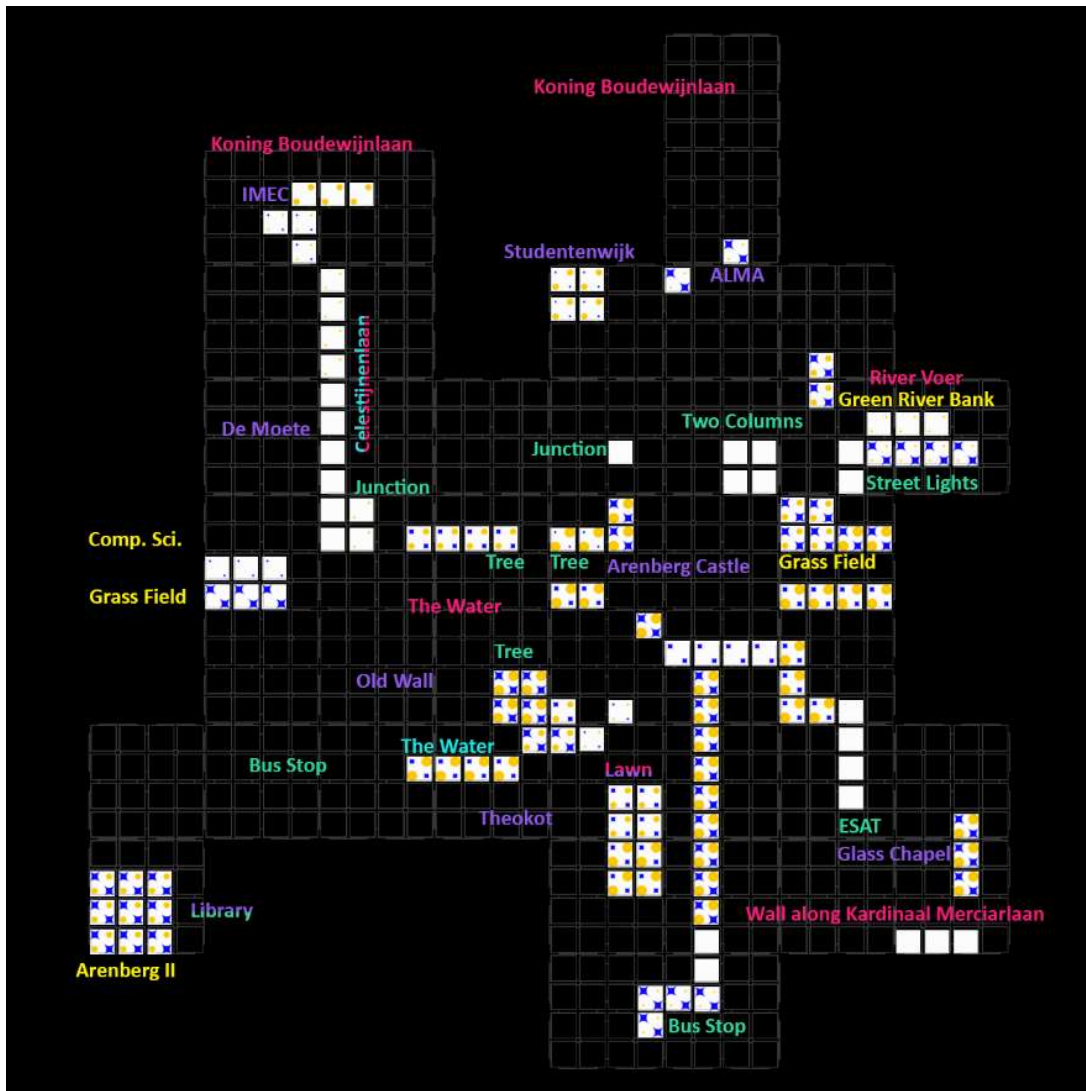 Koning Boudewijnlaan
Koning Boudewijnlaan
IMEC
Studentenwijk
ALMA
Celestijnenlaan
River Voer
Green River Bank
Two Columns
De Moete
Junction
Street Lights
Junction
Comp. Sci.
Tree
Tree
Arenberg Castle
Grass Field
Grass Field
The Water
Tree
Old Wall
The Water
Bus Stop
Lawn
Theokot
ESAT
Glass Chapel
Library
Wall along Kardinaal Merciarlaan
Arenberg II
Bus Stop